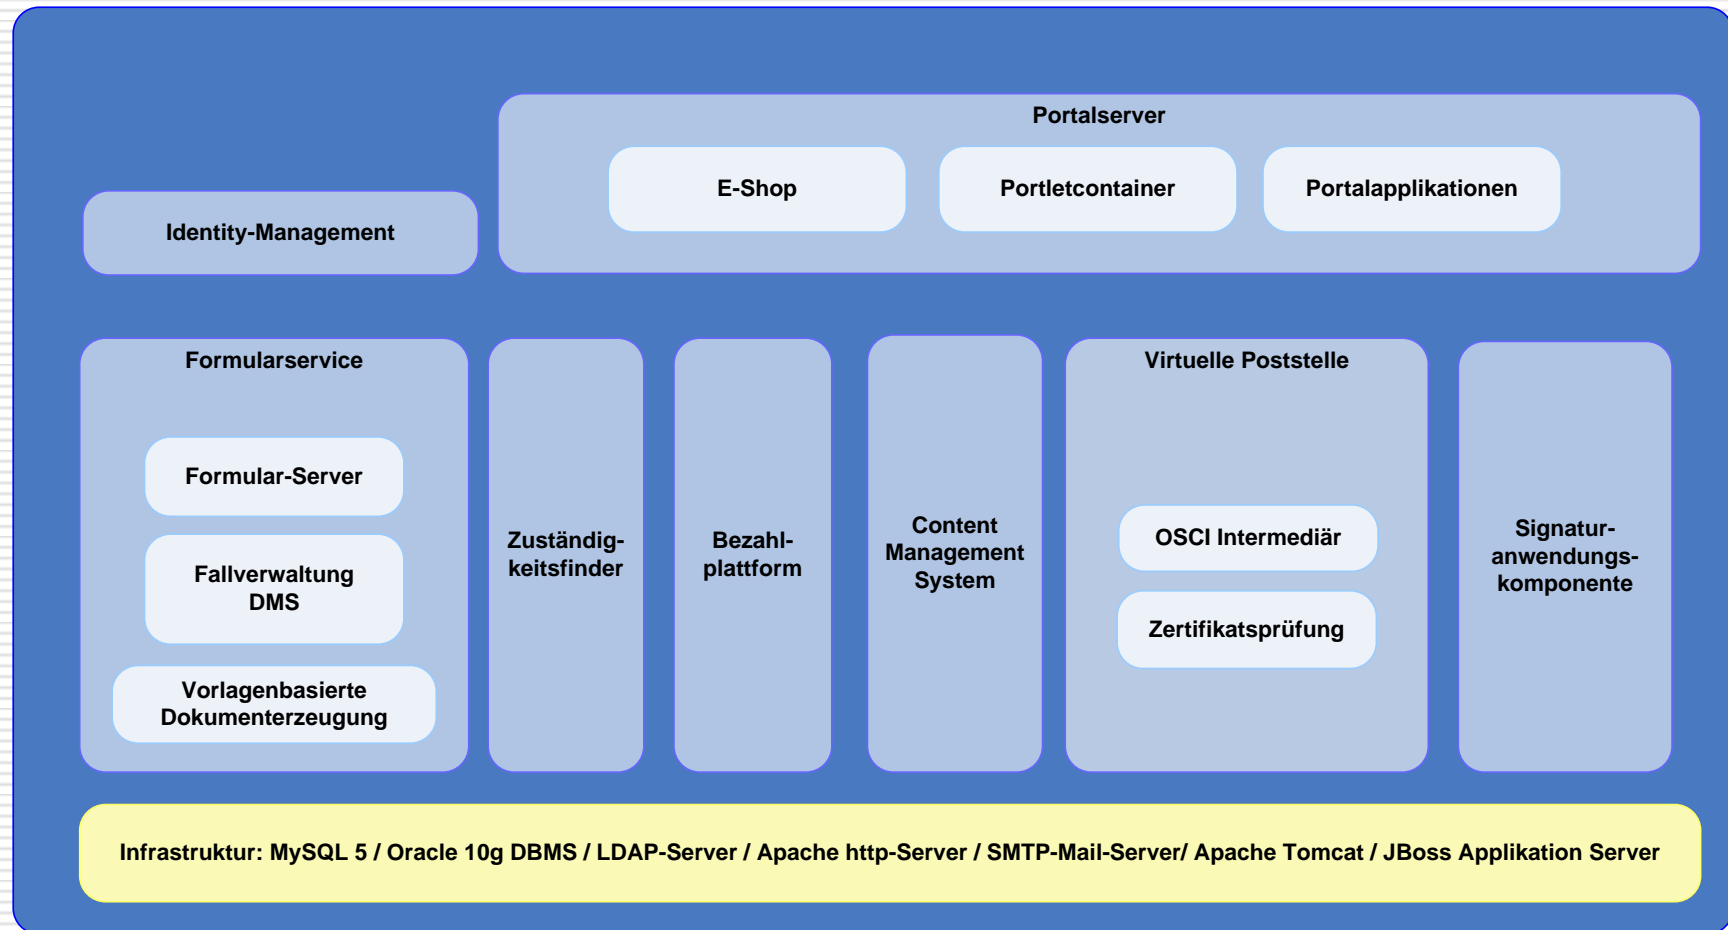 Portalserver
E-Shop
Portletcontainer
Portalapplikationen
Identity-Management
Formularservice
Formular-Server
Fallverwaltung
DMS
Vorlagenbasierte
Dokumenterzeugung
Zuständig-
keitsfinder
Bezahl-
plattform
Content
Management
System
Virtuelle Poststelle
OSCI Intermediär
Zertifikatsprüfung
Signatur-
anwendungs-
komponente
Infrastruktur: MySQL 5 / Oracle 10g DBMS / LDAP-Server / Apache http-Server / SMTP-Mail-Server/ Apache Tomcat / JBoss Applikation Server